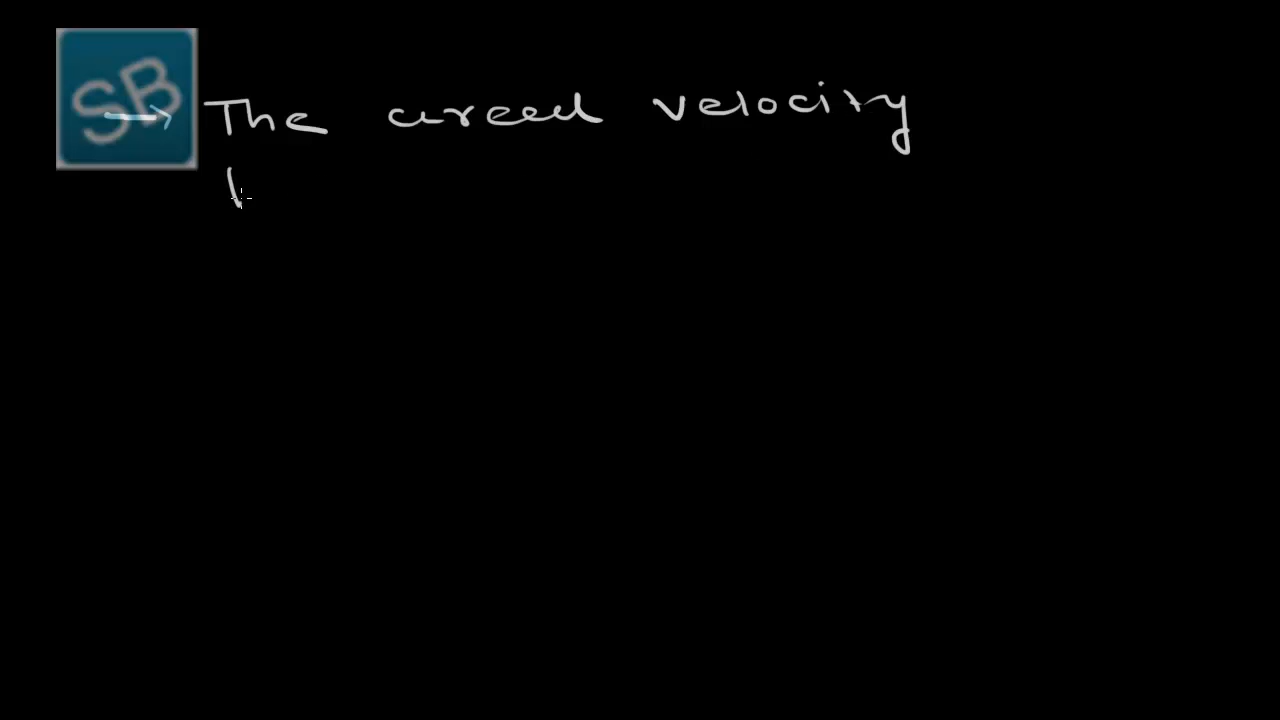 SB
→ The areal velocity